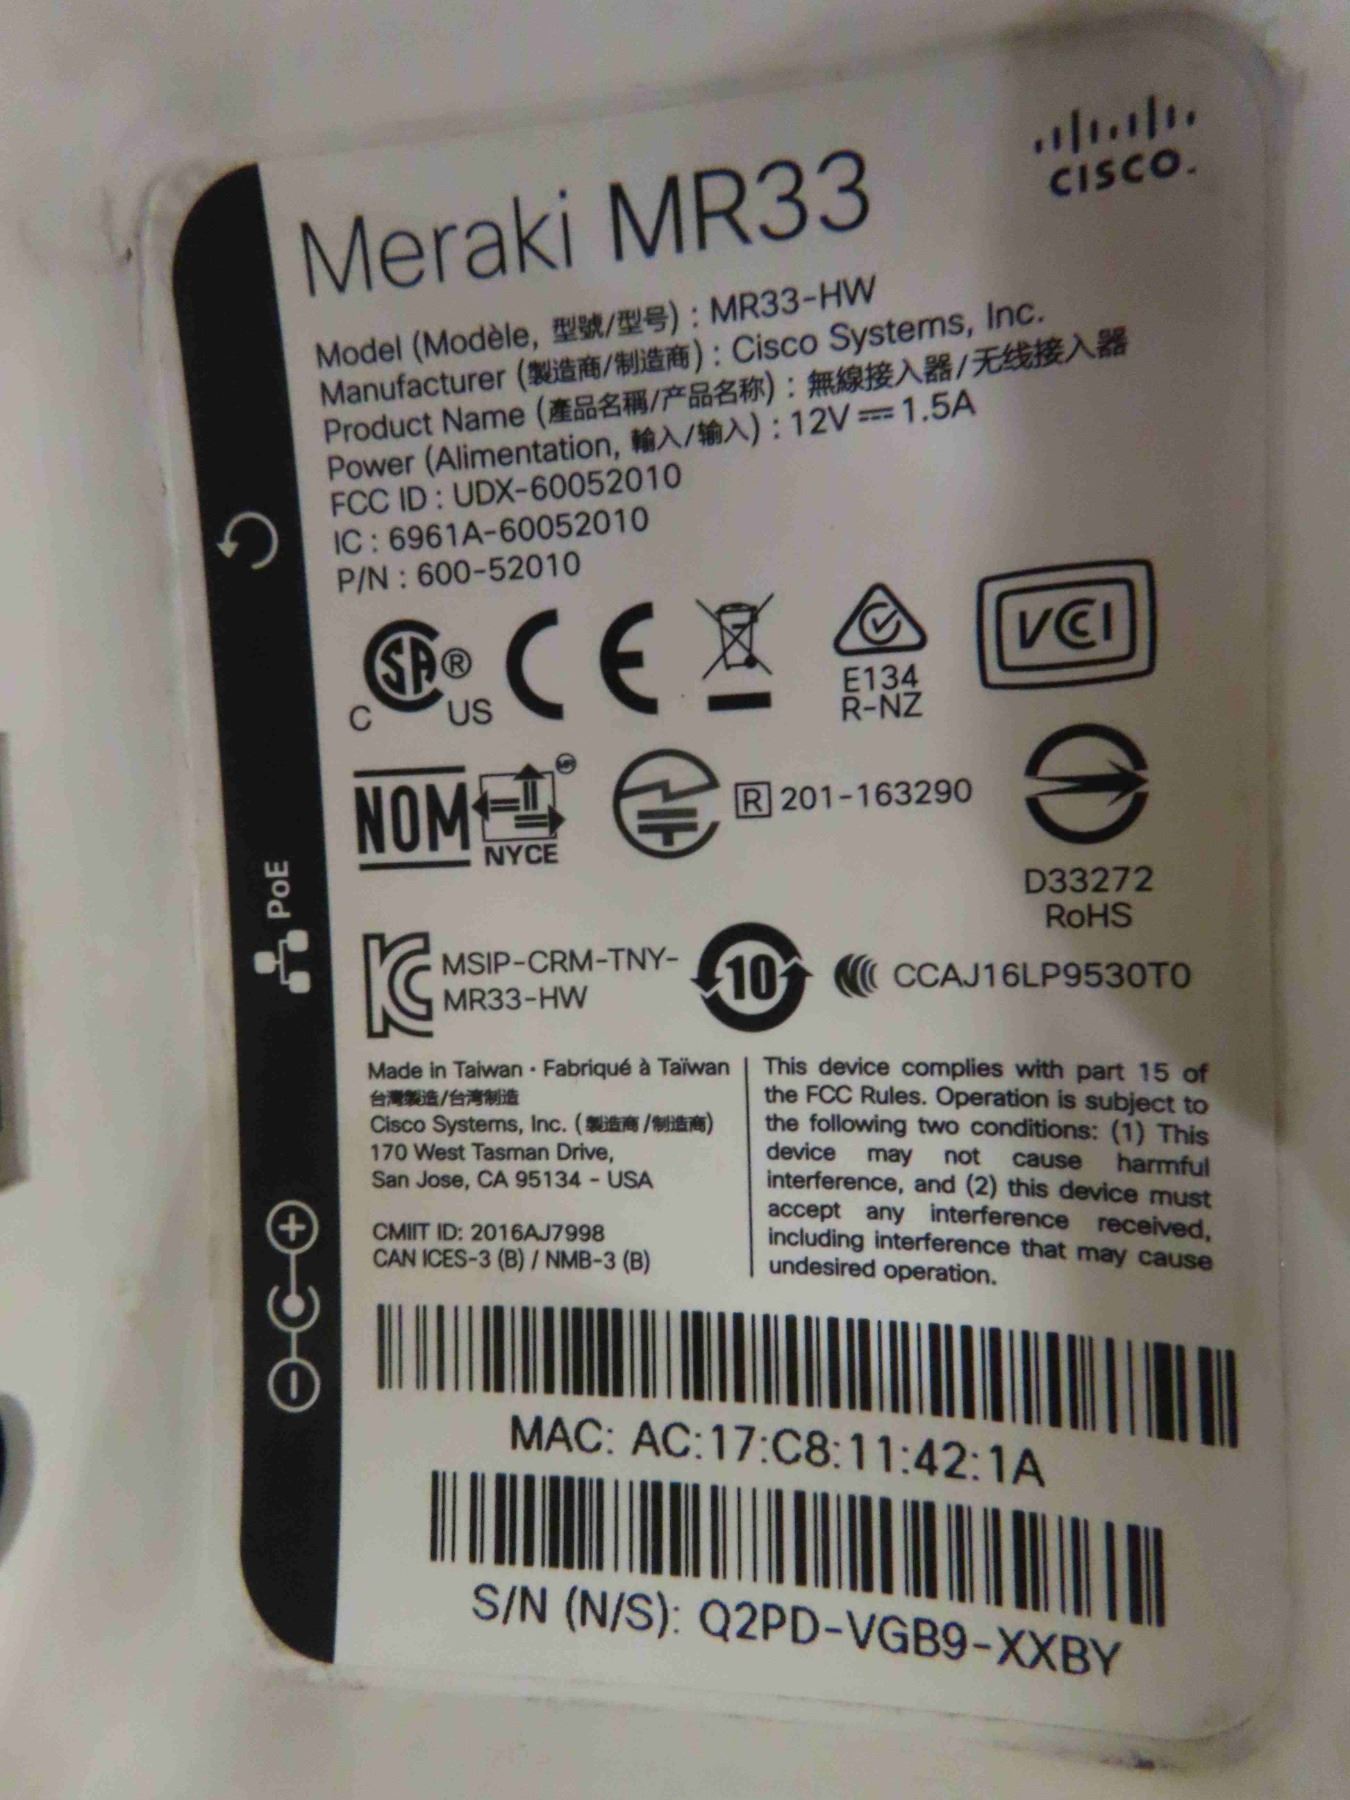 CISCO.
Meraki MR33
Model (Modèle, 型號/型号) : MR33-HW
Manufacturer (製造商/制造商) : Cisco Systems, Inc.
Product Name (產品名稱/产品名称) : 無線接入器/无线接入器
Power (Alimentation, 輸入/输入) : 12V⎓1.5A
FCC ID : UDX-60052010
IC : 6961A-60052010
P/N : 600-52010
C SA ® US
CE
E134
R-NZ
VCCI
NOM
NYCE
R 201-163290
D33272
RoHS
PoE
MSIP-CRM-TNY-
MR33-HW
10
CCAJ16LP9530T0
Made in Taiwan · Fabriqué à Taïwan
台灣製造/台湾制造
Cisco Systems, Inc. (製造商/制造商)
170 West Tasman Drive,
San Jose, CA 95134 - USA
CMIIT ID: 2016AJ7998
CAN ICES-3 (B) / NMB-3 (B)
This device complies with part 15 of
the FCC Rules. Operation is subject to
the following two conditions: (1) This
device may not cause harmful
interference, and (2) this device must
accept any interference received,
including interference that may cause
undesired operation.
MAC: AC:17:C8:11:42:1A
S/N (N/S): Q2PD-VGB9-XXBY